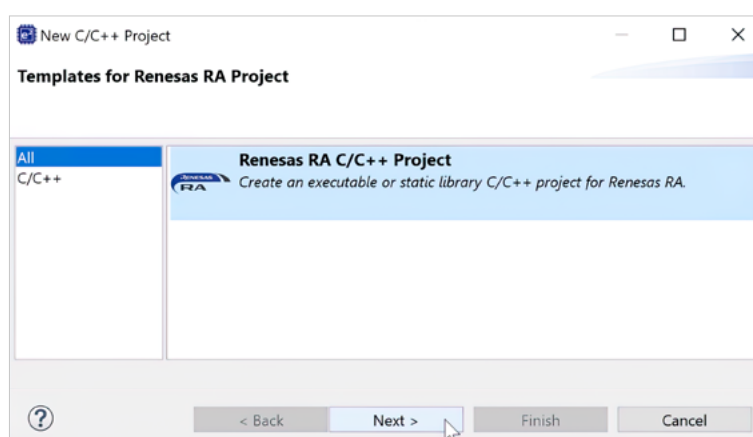 New C/C++ Project
Templates for Renesas RA Project
All
C/C++
RENESAS
RA
Renesas RA C/C++ Project
Create an executable or static library C/C++ project for Renesas RA.
?
< Back
Next >
Finish
Cancel